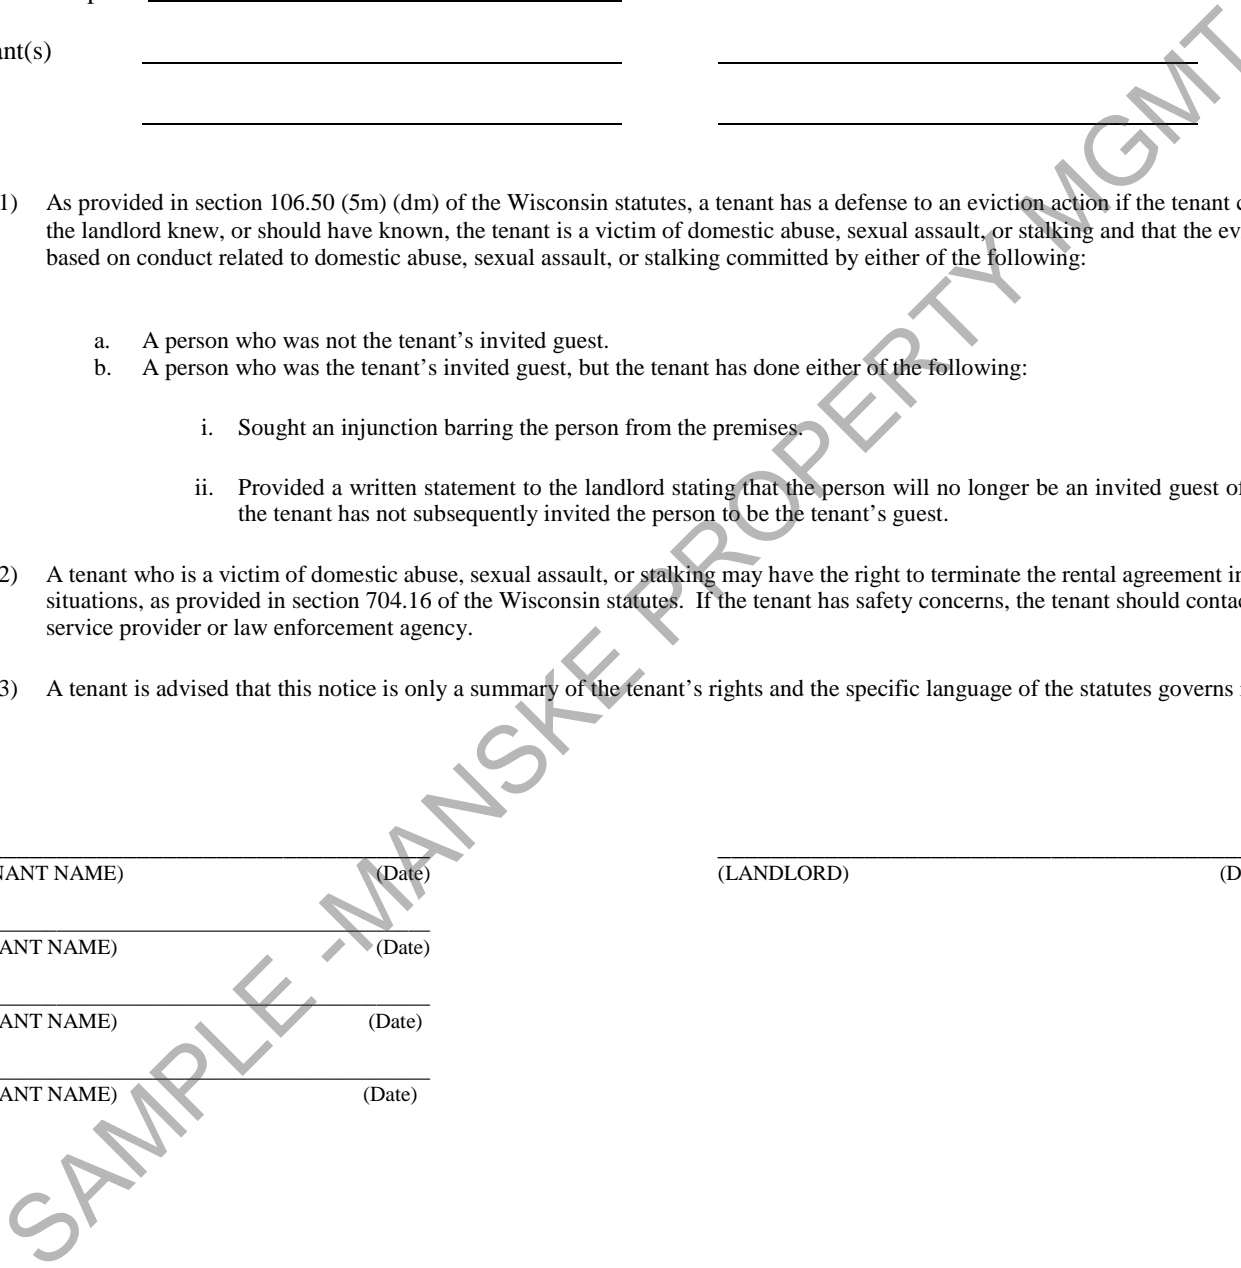 ant(s)
1) As provided in section 106.50 (5m) (dm) of the Wisconsin statutes, a tenant has a defense to an eviction action if the tenant
the landlord knew, or should have known, the tenant is a victim of domestic abuse, sexual assault, or stalking and that the ev
based on conduct related to domestic abuse, sexual assault, or stalking committed by either of the following:
a. A person who was not the tenant’s invited guest.
b. A person who was the tenant’s invited guest, but the tenant has done either of the following:
i. Sought an injunction barring the person from the premises.
ii. Provided a written statement to the landlord stating that the person will no longer be an invited guest of
the tenant has not subsequently invited the person to be the tenant’s guest.
2) A tenant who is a victim of domestic abuse, sexual assault, or stalking may have the right to terminate the rental agreement in
situations, as provided in section 704.16 of the Wisconsin statutes. If the tenant has safety concerns, the tenant should conta
service provider or law enforcement agency.
3) A tenant is advised that this notice is only a summary of the tenant’s rights and the specific language of the statutes governs
NANT NAME) (Date) (LANDLORD) (D
ANT NAME) (Date)
ANT NAME) (Date)
ANT NAME) (Date)
SAMPLE -MANSKE PROPERTY MGMT